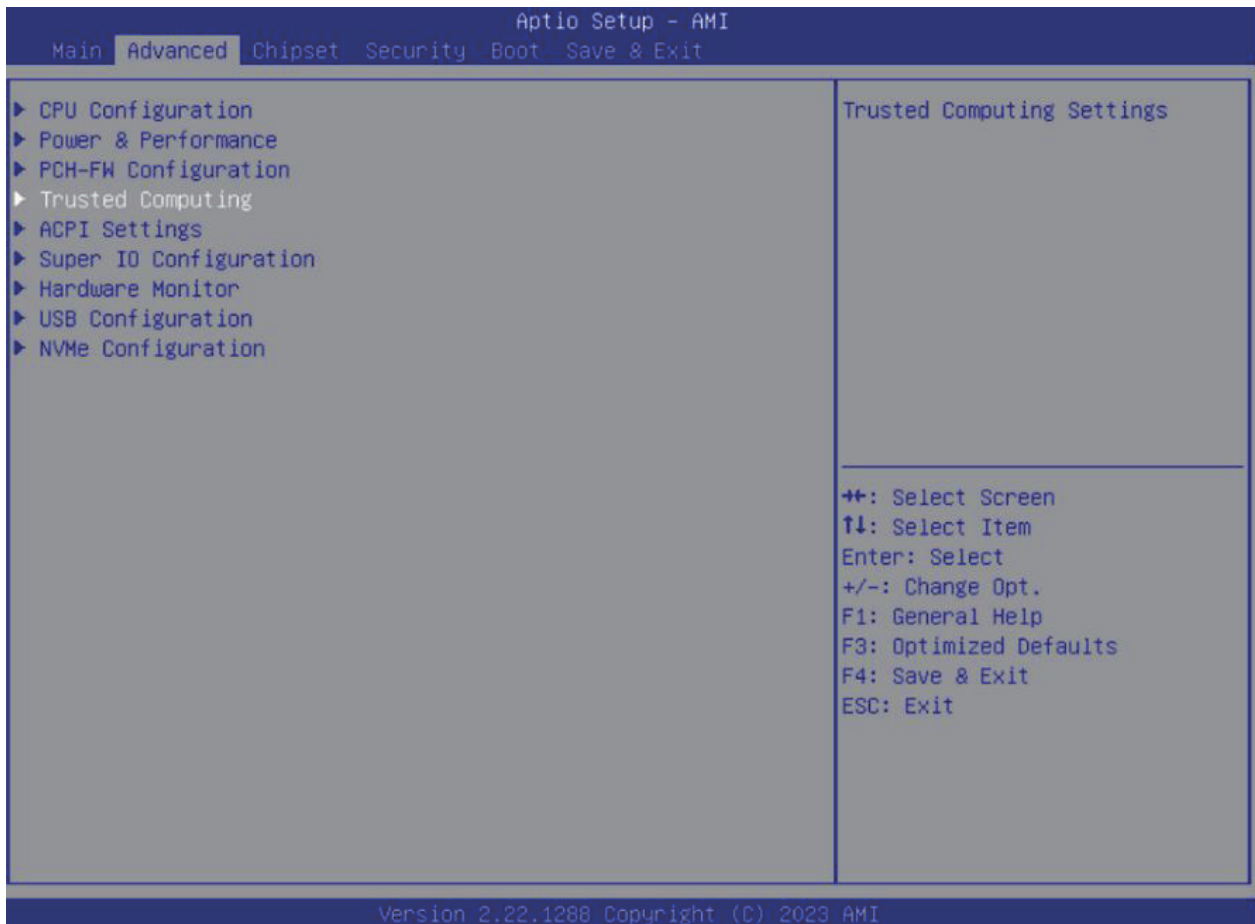 Aptio Setup - AMI
Main Advanced Chipset Security Boot Save & Exit
▶ CPU Configuration
▶ Power & Performance
▶ PCH-FW Configuration
▶ Trusted Computing
▶ ACPI Settings
▶ Super IO Configuration
▶ Hardware Monitor
▶ USB Configuration
▶ NVMe Configuration
Trusted Computing Settings
→←: Select Screen
↑↓: Select Item
Enter: Select
+/-: Change Opt.
F1: General Help
F3: Optimized Defaults
F4: Save & Exit
ESC: Exit
Version 2.22.1288 Copyright (C) 2023 AMI